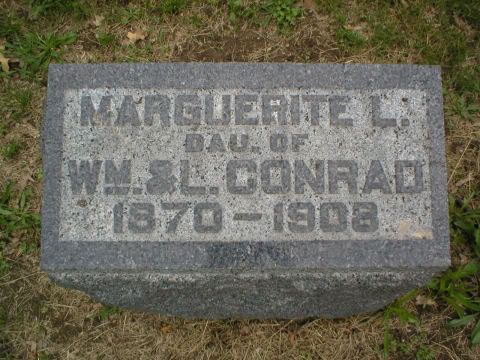 MARGUERITE L.
DAU. OF
WM. & L. CONRAD
1870 – 1908